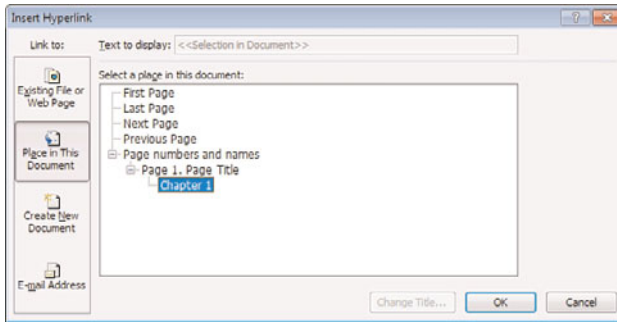 Insert Hyperlink
Link to:
Text to display: <<Selection in Document>>
Select a place in this document:
Existing File or
Web Page
Place in This
Document
Create New
Document
E-mail Address
First Page
Last Page
Next Page
Previous Page
Page numbers and names
Page 1. Page Title
Chapter 1
Change Title...
OK
Cancel